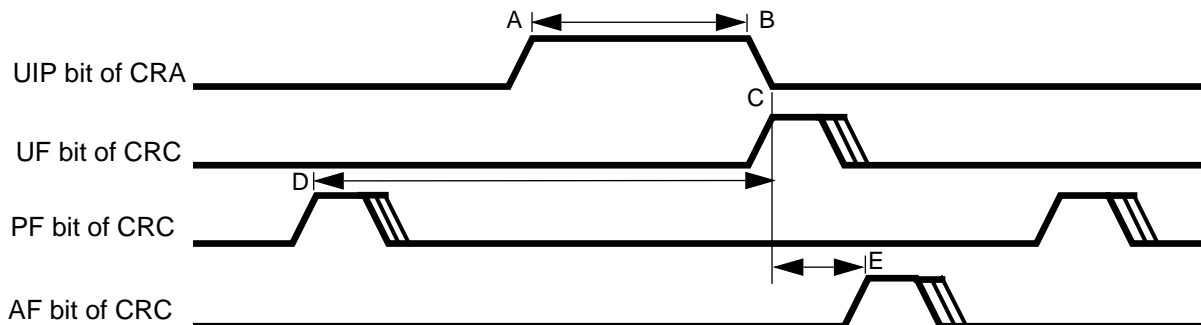 A B
UIP bit of CRA
C
UF bit of CRC
D
PF bit of CRC
E
AF bit of CRC